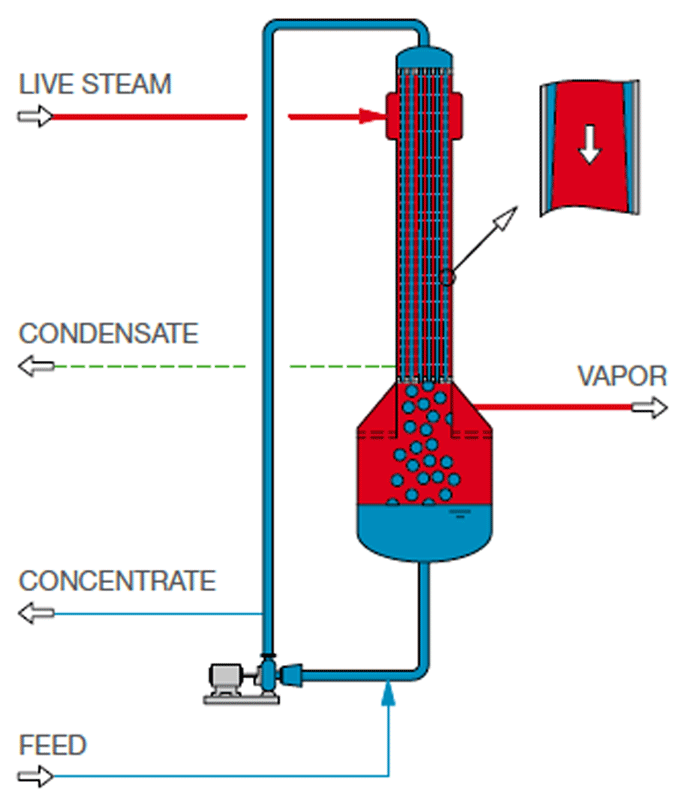 LIVE STEAM
CONDENSATE
VAPOR
CONCENTRATE
FEED